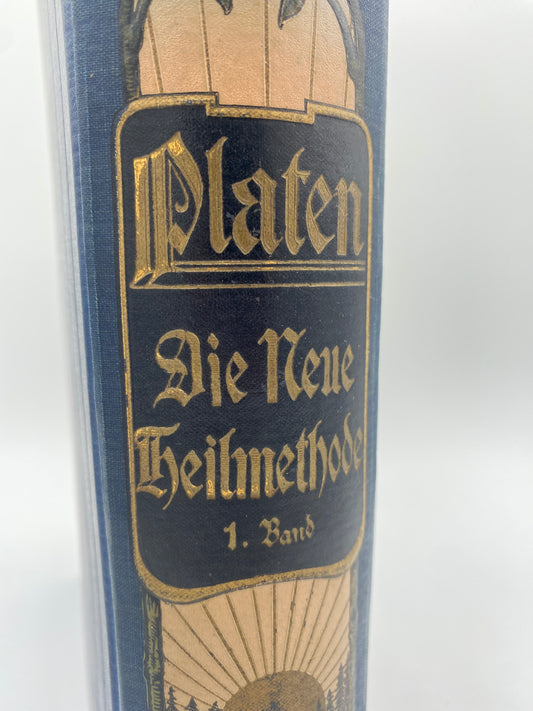 Platen
Die Neue
Heilmethode
1. Band